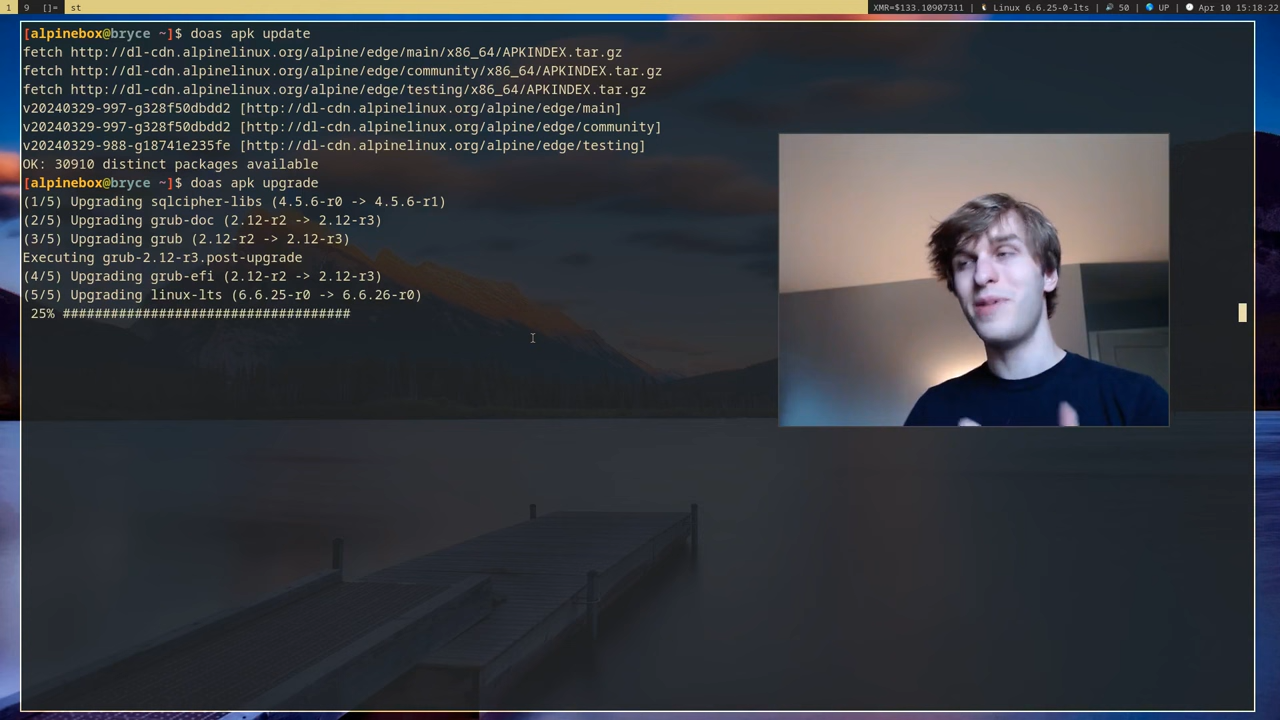 1 9 []= st XMR=$133.10907311 | Linux 6.6.25-0-lts | 50 | UP | Apr 10 15:18:22
[alpinebox@bryce ~]$ doas apk update
fetch http://dl-cdn.alpinelinux.org/alpine/edge/main/x86_64/APKINDEX.tar.gz
fetch http://dl-cdn.alpinelinux.org/alpine/edge/community/x86_64/APKINDEX.tar.gz
fetch http://dl-cdn.alpinelinux.org/alpine/edge/testing/x86_64/APKINDEX.tar.gz
v20240329-997-g328f50dbdd2 [http://dl-cdn.alpinelinux.org/alpine/edge/main]
v20240329-997-g328f50dbdd2 [http://dl-cdn.alpinelinux.org/alpine/edge/community]
v20240329-988-g18741e235fe [http://dl-cdn.alpinelinux.org/alpine/edge/testing]
OK: 30910 distinct packages available
[alpinebox@bryce ~]$ doas apk upgrade
(1/5) Upgrading sqlcipher-libs (4.5.6-r0 -> 4.5.6-r1)
(2/5) Upgrading grub-doc (2.12-r2 -> 2.12-r3)
(3/5) Upgrading grub (2.12-r2 -> 2.12-r3)
Executing grub-2.12-r3.post-upgrade
(4/5) Upgrading grub-efi (2.12-r2 -> 2.12-r3)
(5/5) Upgrading linux-lts (6.6.25-r0 -> 6.6.26-r0)
25% ####################################